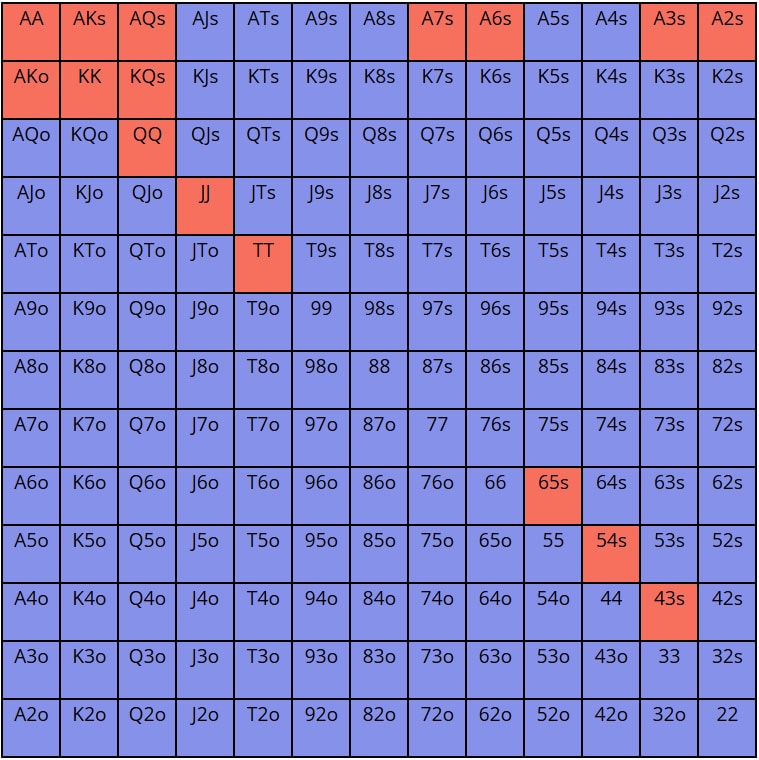 AA AKs AQs AJs ATs A9s A8s A7s A6s A5s A4s A3s A2s
AKo KK KQs KJs KTs K9s K8s K7s K6s K5s K4s K3s K2s
AQo KQo QQ QJs QTs Q9s Q8s Q7s Q6s Q5s Q4s Q3s Q2s
AJo KJo QJo JJ JTs J9s J8s J7s J6s J5s J4s J3s J2s
ATo KTo QTo JTo TT T9s T8s T7s T6s T5s T4s T3s T2s
A9o K9o Q9o J9o T9o 99 98s 97s 96s 95s 94s 93s 92s
A8o K8o Q8o J8o T8o 98o 88 87s 86s 85s 84s 83s 82s
A7o K7o Q7o J7o T7o 97o 87o 77 76s 75s 74s 73s 72s
A6o K6o Q6o J6o T6o 96o 86o 76o 66 65s 64s 63s 62s
A5o K5o Q5o J5o T5o 95o 85o 75o 65o 55 54s 53s 52s
A4o K4o Q4o J4o T4o 94o 84o 74o 64o 54o 44 43s 42s
A3o K3o Q3o J3o T3o 93o 83o 73o 63o 53o 43o 33 32s
A2o K2o Q2o J2o T2o 92o 82o 72o 62o 52o 42o 32o 22